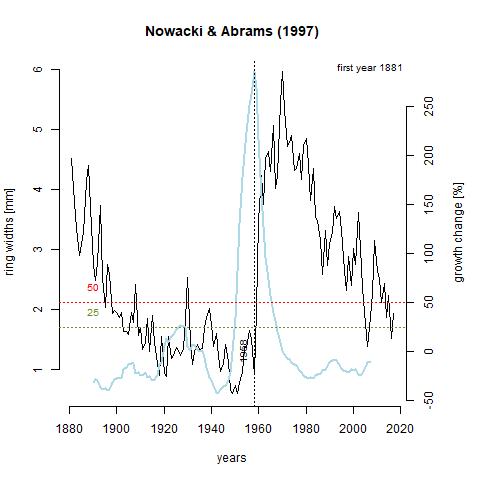 Nowacki & Abrams (1997)
first year 1881
ring widths [mm]
6
5
4
3
2
1
50
25
1958
250
200
150
100
50
0
-50
growth change [%]
1880 1900 1920 1940 1960 1980 2000 2020
years